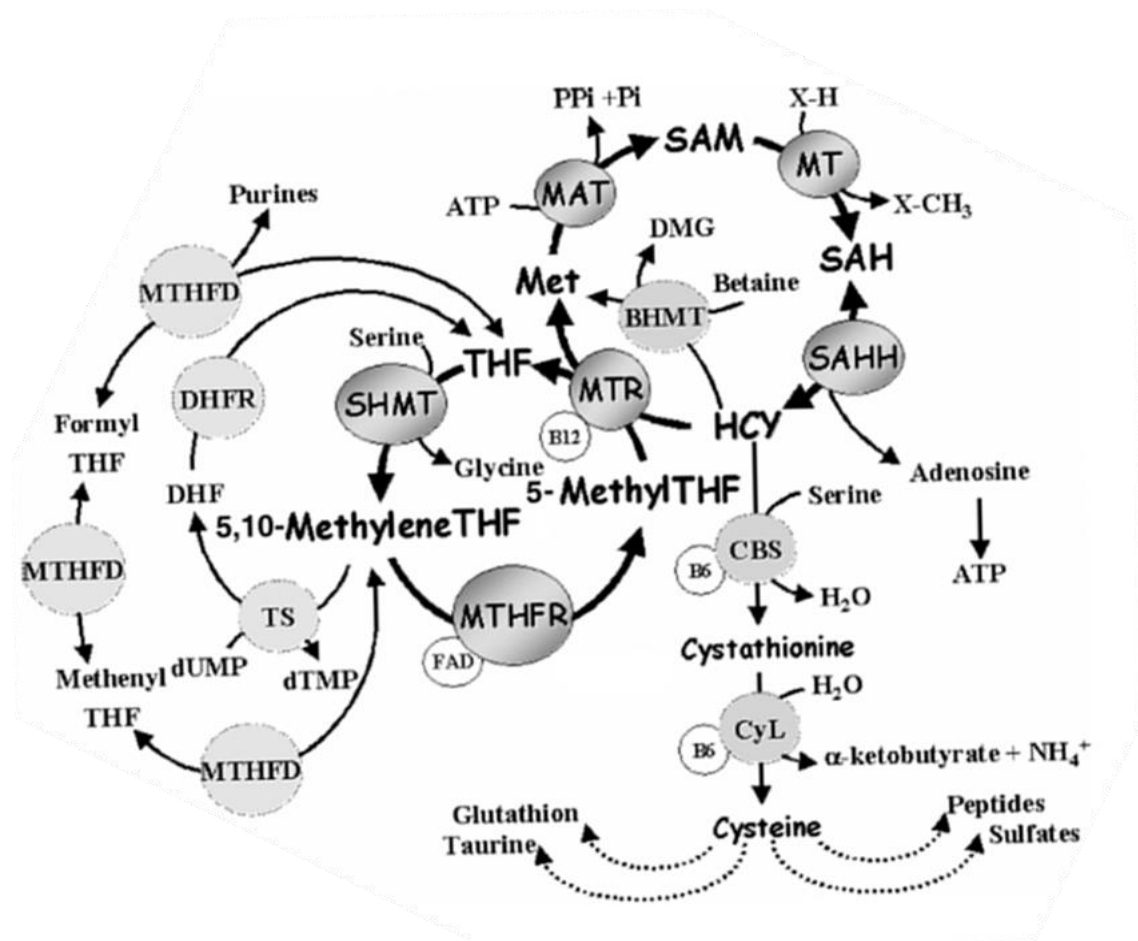 PPi +Pi
X-H
SAM
MT
MAT
ATP
X-CH₃
Purines
DMG
SAH
MTHFD
Met
Betaine
BHMT
Serine
THF
SAHH
SHMT
MTR
DHFR
B12
HCY
Formyl
THF
Glycine
Adenosine
DHF
5-MethylTHF
Serine
5,10-MethyleneTHF
CBS
B6
MTHFD
ATP
H₂O
TS
MTHFR
FAD
Cystathionine
Methenyl
THF
dUMP
dTMP
H₂O
CyL
B6
MTHFD
α-ketobutyrate + NH₄⁺
Glutathion
Taurine
Cysteine
Peptides
Sulfates